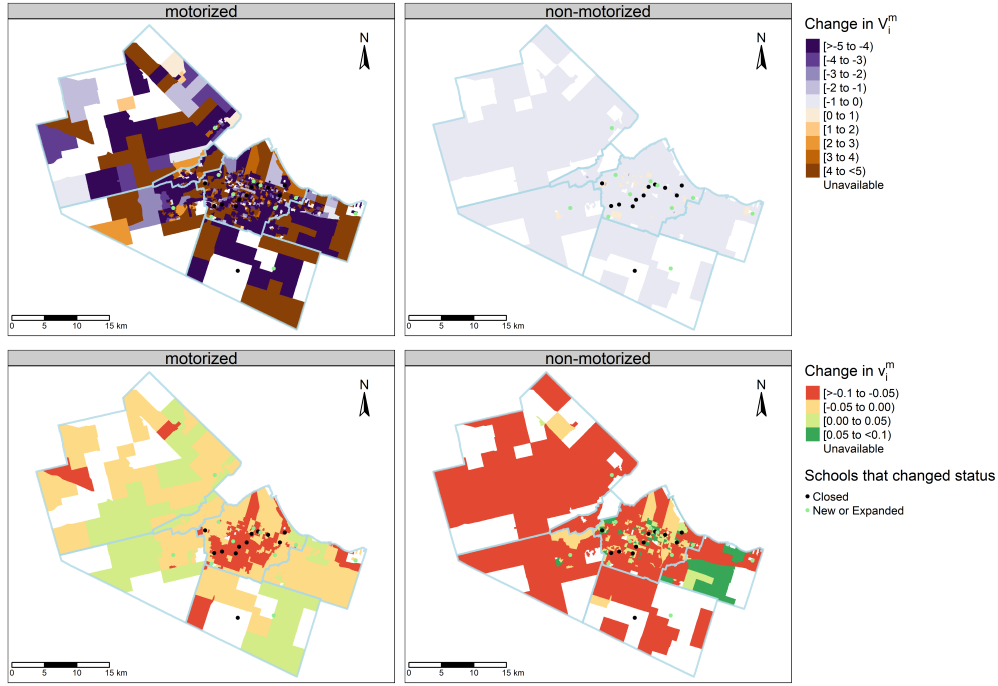 motorized
non-motorized
Change in V_i^m
N
N
[>-5 to -4)
[-4 to -3)
[-3 to -2)
[-2 to -1)
[-1 to 0)
[0 to 1)
[1 to 2)
[2 to 3)
[3 to 4)
[4 to <5)
Unavailable
0 5 10 15 km
0 5 10 15 km
motorized
non-motorized
Change in v_i^m
N
N
[>-0.1 to -0.05)
[-0.05 to 0.00)
[0.00 to 0.05)
[0.05 to <0.1)
Unavailable
Schools that changed status
Closed
New or Expanded
0 5 10 15 km
0 5 10 15 km